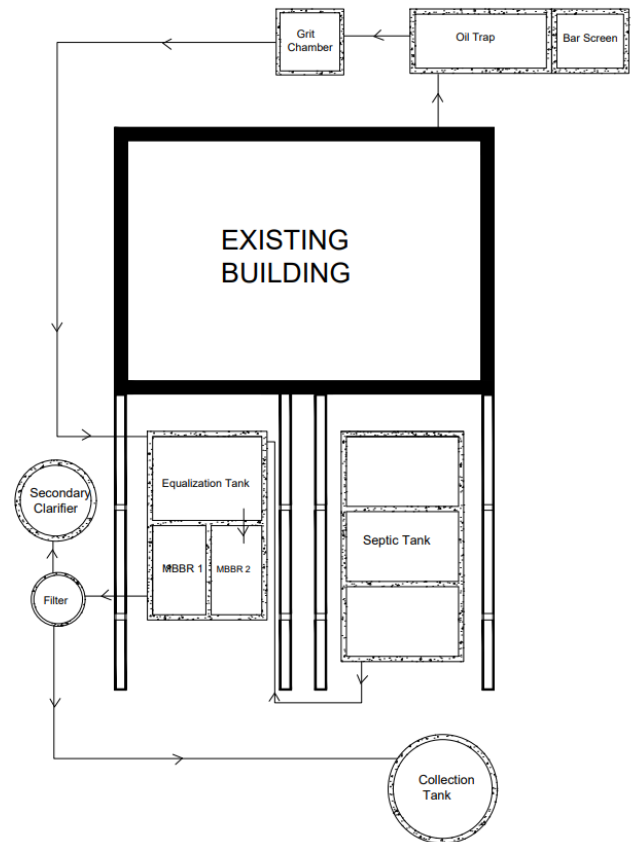 Grit
Chamber
Oil Trap
Bar Screen
EXISTING
BUILDING
Equalization Tank
Secondary
Clarifier
Septic Tank
MBBR 1
MBBR 2
Filter
Collection
Tank